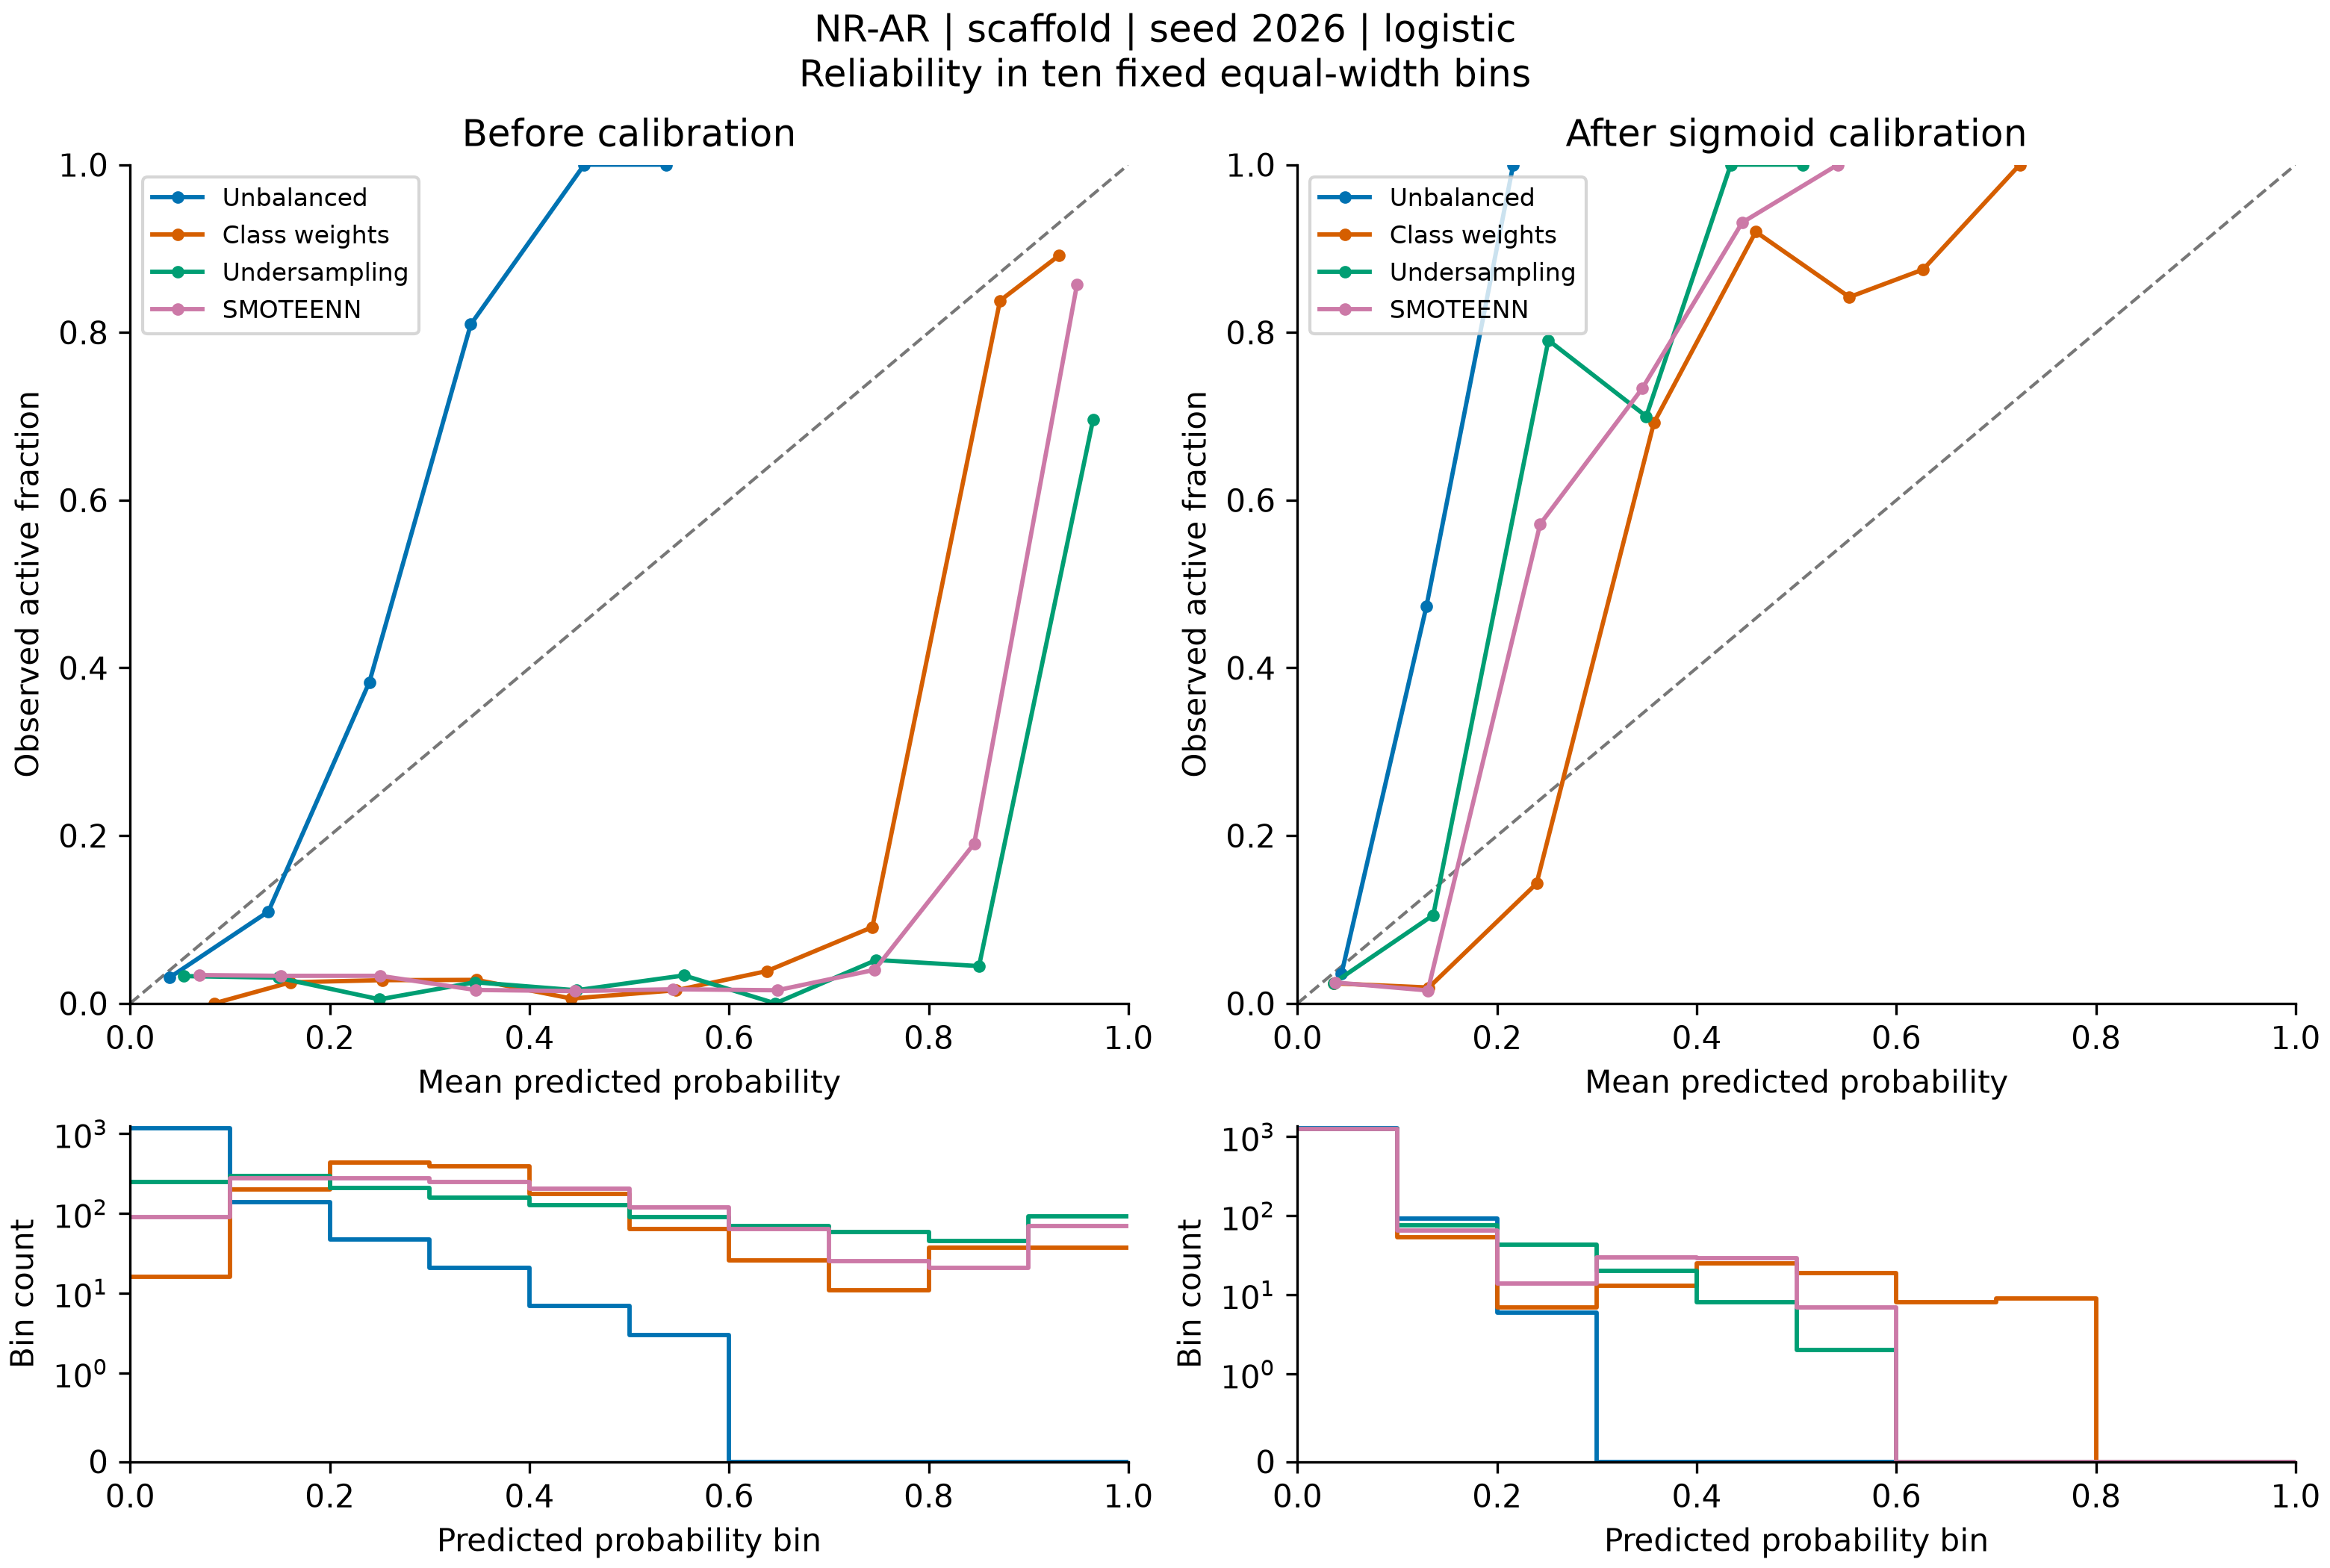 NR-AR | scaffold | seed 2026 | logistic
Reliability in ten fixed equal-width bins
Before calibration
1.0
0.8
0.6
0.4
0.2
0.0
Observed active fraction
Unbalanced
Class weights
Undersampling
SMOTEENN
0.0 0.2 0.4 0.6 0.8 1.0
Mean predicted probability
After sigmoid calibration
1.0
0.8
0.6
0.4
0.2
0.0
Observed active fraction
Unbalanced
Class weights
Undersampling
SMOTEENN
0.0 0.2 0.4 0.6 0.8 1.0
Mean predicted probability
10³
10²
10¹
10⁰
0
Bin count
0.0 0.2 0.4 0.6 0.8 1.0
Predicted probability bin
10³
10²
10¹
10⁰
0
Bin count
0.0 0.2 0.4 0.6 0.8 1.0
Predicted probability bin